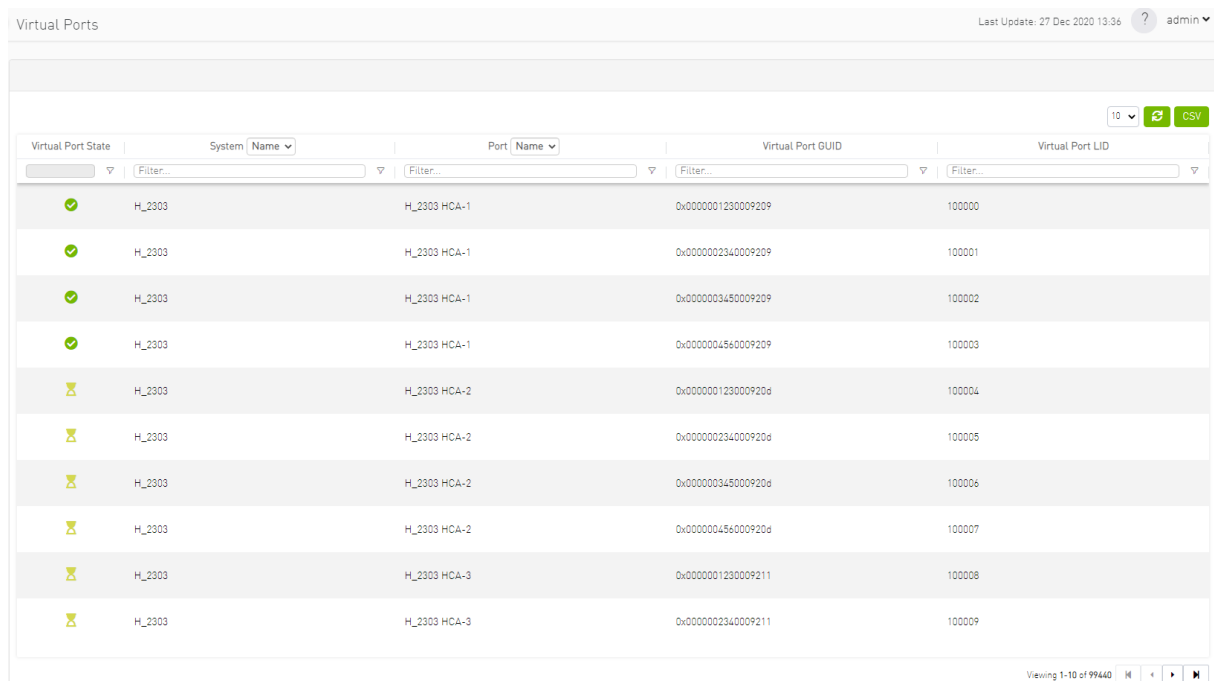 Virtual Ports
Last Update: 27 Dec 2020 13:36 ? admin
10 CSV
Virtual Port State System Name Port Name Virtual Port GUID Virtual Port LID
Filter... Filter... Filter... Filter...
H_2303 H_2303 HCA-1 0x0000001230009209 100000
H_2303 H_2303 HCA-1 0x0000002340009209 100001
H_2303 H_2303 HCA-1 0x0000003450009209 100002
H_2303 H_2303 HCA-1 0x0000004560009209 100003
H_2303 H_2303 HCA-2 0x000000123000920d 100004
H_2303 H_2303 HCA-2 0x000000234000920d 100005
H_2303 H_2303 HCA-2 0x000000345000920d 100006
H_2303 H_2303 HCA-2 0x000000456000920d 100007
H_2303 H_2303 HCA-3 0x0000001230009211 100008
H_2303 H_2303 HCA-3 0x0000002340009211 100009
Viewing 1-10 of 99440